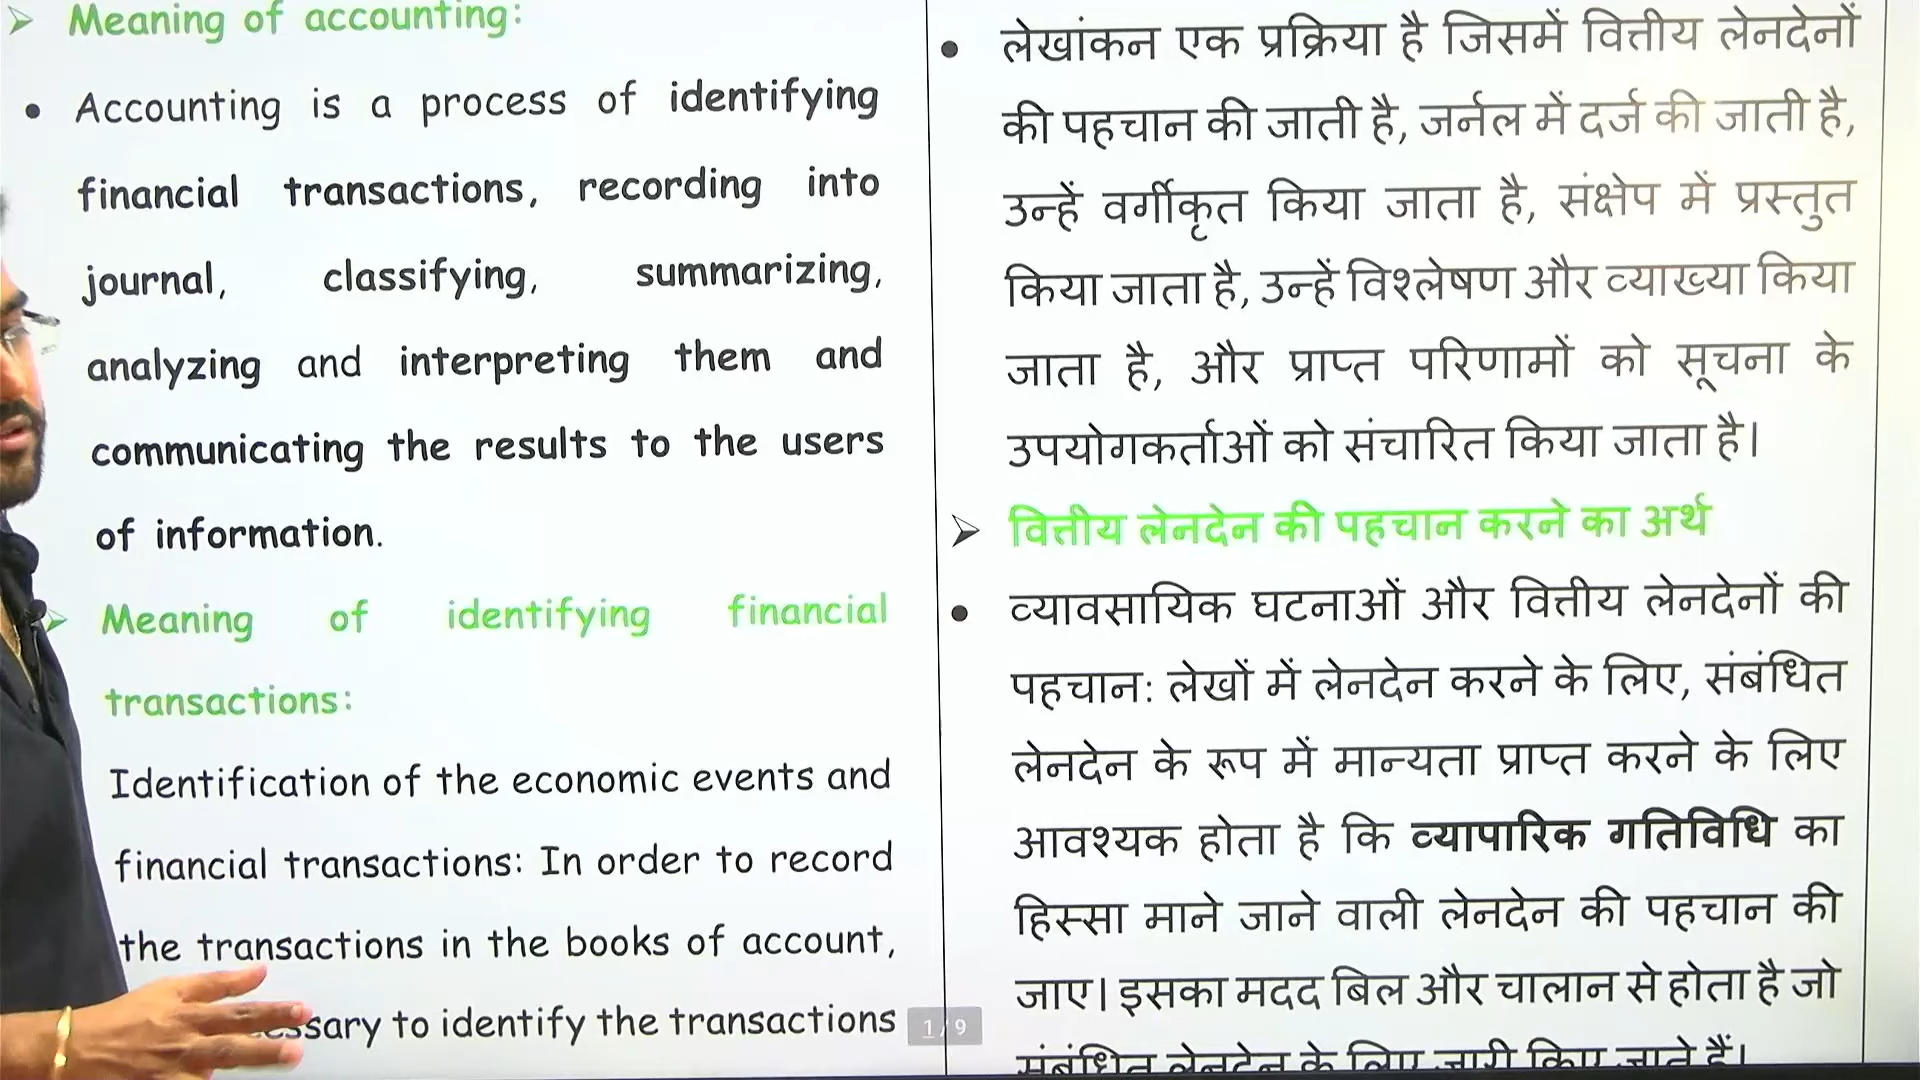 Meaning of accounting:
Accounting is a process of identifying
financial transactions, recording into
journal, classifying, summarizing,
analyzing and interpreting them and
communicating the results to the users
of information.
Meaning of identifying financial
transactions:
Identification of the economic events and
financial transactions: In order to record
the transactions in the books of account,
to identify the transactions
लेखांकन एक प्रक्रिया है जिसमें वित्तीय लेनदेनों
की पहचान की जाती है, जर्नल में दर्ज की जाती है,
उन्हें वर्गीकृत किया जाता है, संक्षेप में प्रस्तुत
किया जाता है, उन्हें विश्लेषण और व्याख्या किया
जाता है, और प्राप्त परिणामों को सूचना के
उपयोगकर्ताओं को संचारित किया जाता है।
वित्तीय लेनदेन की पहचान करने का अर्थ
व्यावसायिक घटनाओं और वित्तीय लेनदेनों की
पहचान: लेखों में लेनदेन करने के लिए, संबंधित
लेनदेन के रूप में मान्यता प्राप्त करने के लिए
आवश्यक होता है कि व्यापारिक गतिविधि का
हिस्सा माने जाने वाली लेनदेन की पहचान की
जाए। इसका मदद बिल और चालान से होता है जो
संबंधित लेनदेन के लिए जारी किए जाते हैं।
1 / 9